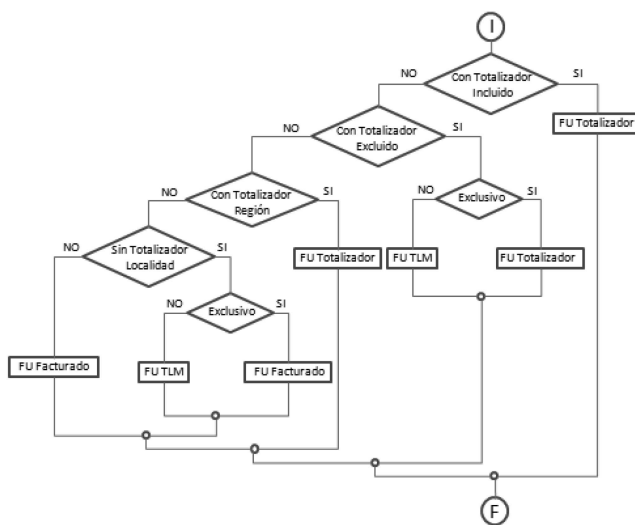 I
NO
Con Totalizador
Incluido
SI
FU Totalizador
NO
Con Totalizador
Excluido
SI
NO
Exclusivo
SI
NO
Con Totalizador
Región
SI
FU TLM
FU Totalizador
FU Totalizador
NO
Sin Totalizador
Localidad
SI
NO
Exclusivo
SI
FU Facturado
FU TLM
FU Facturado
F